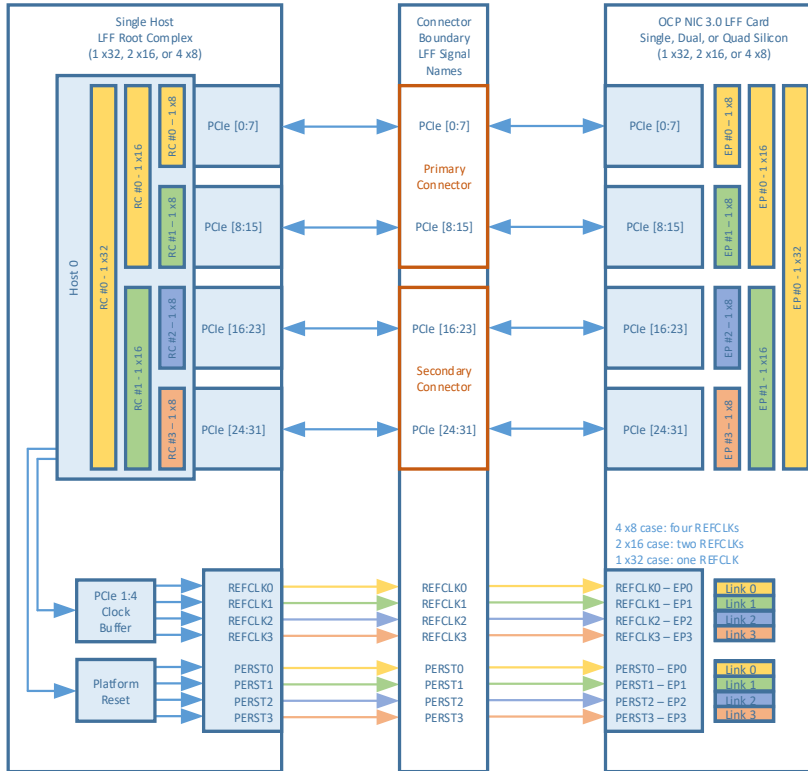 Single Host
LFF Root Complex
(1 x32, 2 x16, or 4 x8)
Connector
Boundary
LFF Signal
Names
OCP NIC 3.0 LFF Card
Single, Dual, or Quad Silicon
(1 x32, 2 x16, or 4 x8)
Host 0
RC #0 - 1 x32
RC #0 - 1 x16
RC #1 - 1 x16
RC #0 – 1 x8
RC #1 – 1 x8
RC #2 – 1 x8
RC #3 – 1 x8
PCIe [0:7]
PCIe [8:15]
PCIe [16:23]
PCIe [24:31]
PCIe [0:7]
Primary
Connector
PCIe [8:15]
PCIe [16:23]
Secondary
Connector
PCIe [24:31]
PCIe [0:7]
PCIe [8:15]
PCIe [16:23]
PCIe [24:31]
EP #0 – 1 x8
EP #1 – 1 x8
EP #2 – 1 x8
EP #3 – 1 x8
EP #0 - 1 x16
EP #1 - 1 x16
EP #0 - 1 x32
4 x8 case: four REFCLKs
2 x16 case: two REFCLKs
1 x32 case: one REFCLK
PCIe 1:4
Clock
Buffer
Platform
Reset
REFCLK0
REFCLK1
REFCLK2
REFCLK3
PERST0
PERST1
PERST2
PERST3
REFCLK0
REFCLK1
REFCLK2
REFCLK3
PERST0
PERST1
PERST2
PERST3
REFCLK0 – EP0
REFCLK1 – EP1
REFCLK2 – EP2
REFCLK3 – EP3
PERST0 – EP0
PERST1 – EP1
PERST2 – EP2
PERST3 – EP3
Link 0
Link 1
Link 2
Link 3
Link 0
Link 1
Link 2
Link 3